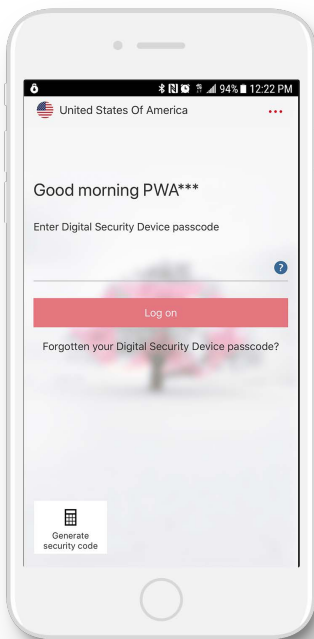 94% 12:22 PM
United States Of America
Good morning PWA***
Enter Digital Security Device passcode
?
Log on
Forgotten your Digital Security Device passcode?
Generate
security code